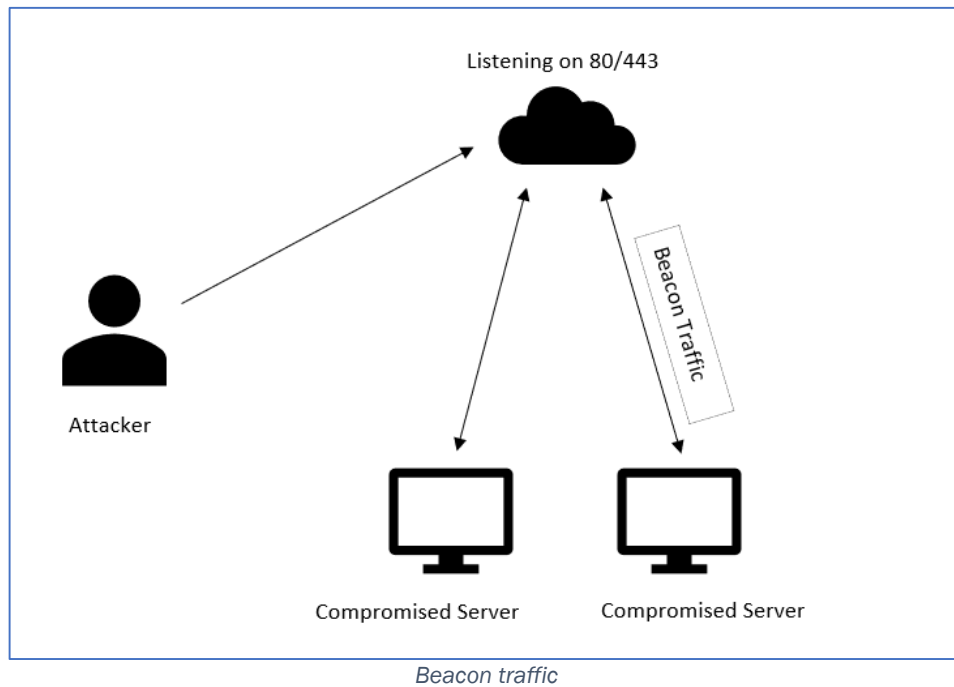 Listening on 80/443
Beacon Traffic
Attacker
Compromised Server
Compromised Server
Beacon traffic